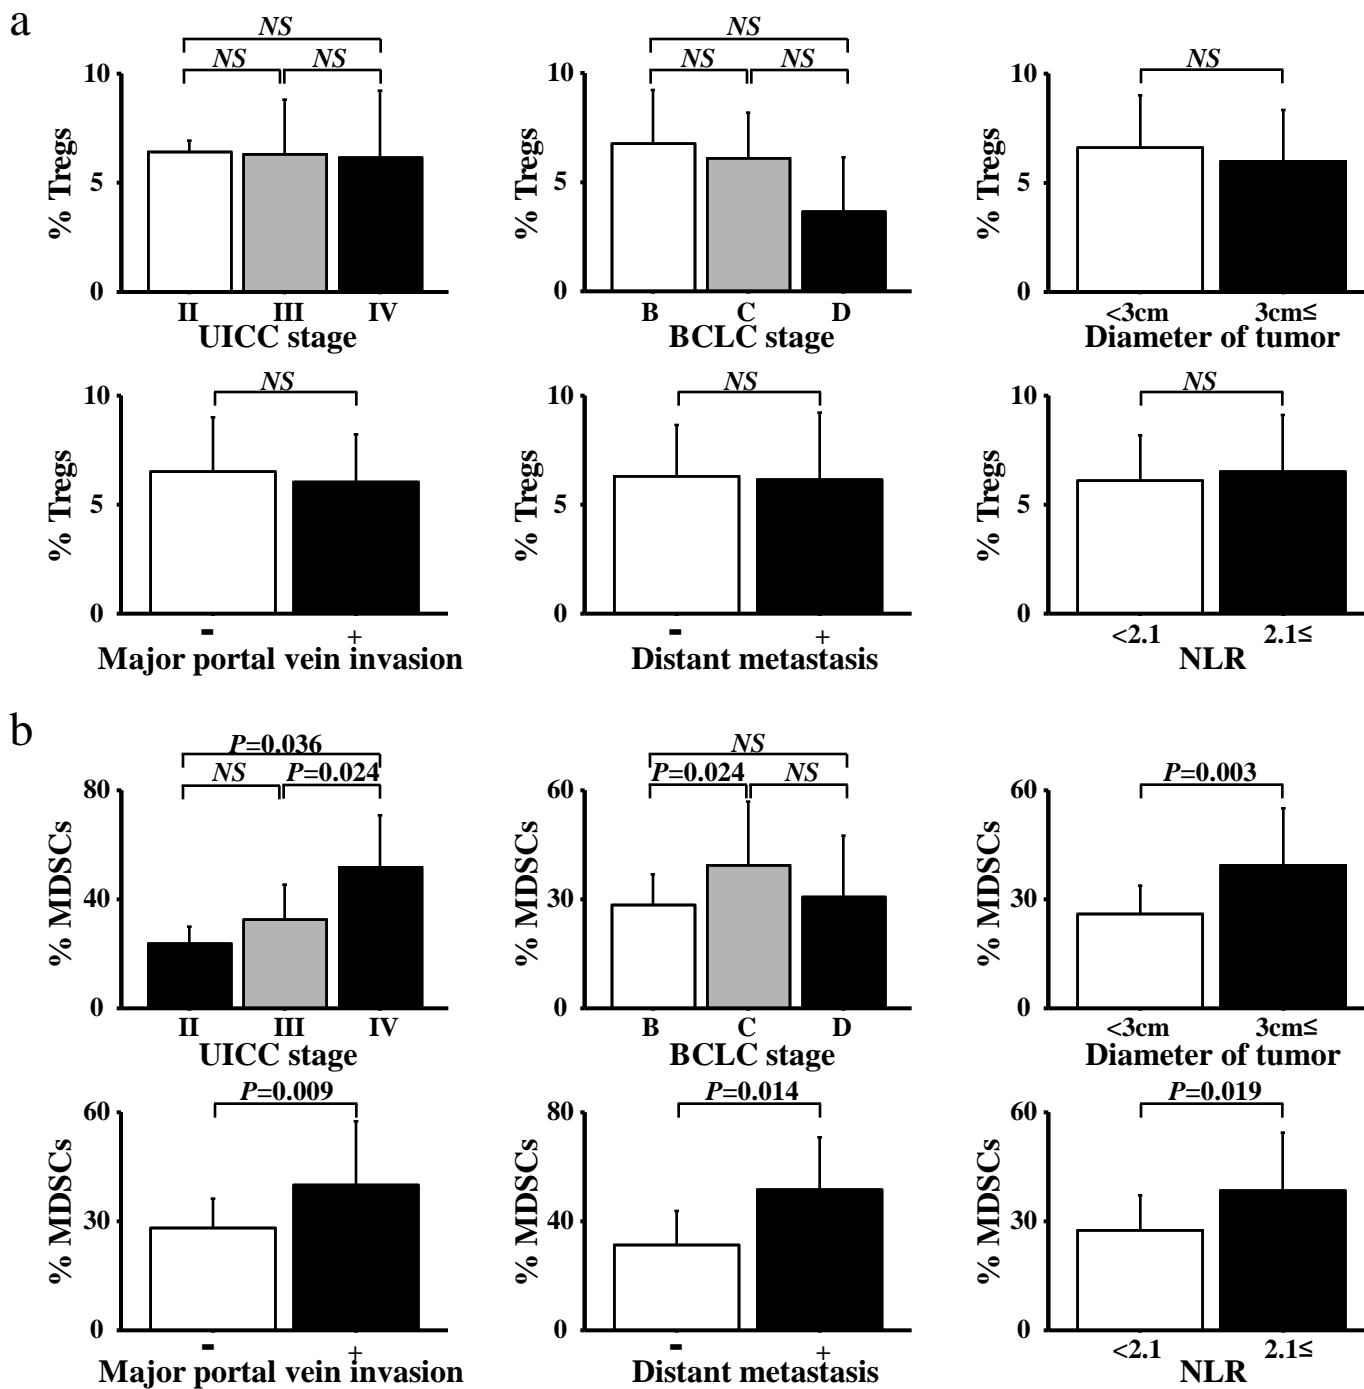 a
NS
NS NS
10
5
0
% Tregs
II III IV
UICC stage
NS
NS NS
10
5
0
% Tregs
B C D
BCLC stage
NS
10
5
0
% Tregs
<3cm 3cm≤
Diameter of tumor
NS
10
5
0
% Tregs
- +
Major portal vein invasion
NS
10
5
0
% Tregs
- +
Distant metastasis
NS
10
5
0
% Tregs
<2.1 2.1≤
NLR
b
P=0.036
NS P=0.024
80
40
0
% MDSCs
II III IV
UICC stage
NS
P=0.024 NS
60
30
0
% MDSCs
B C D
BCLC stage
P=0.003
60
30
0
% MDSCs
<3cm 3cm≤
Diameter of tumor
P=0.009
60
30
0
% MDSCs
- +
Major portal vein invasion
P=0.014
80
40
0
% MDSCs
- +
Distant metastasis
P=0.019
60
30
0
% MDSCs
<2.1 2.1≤
NLR